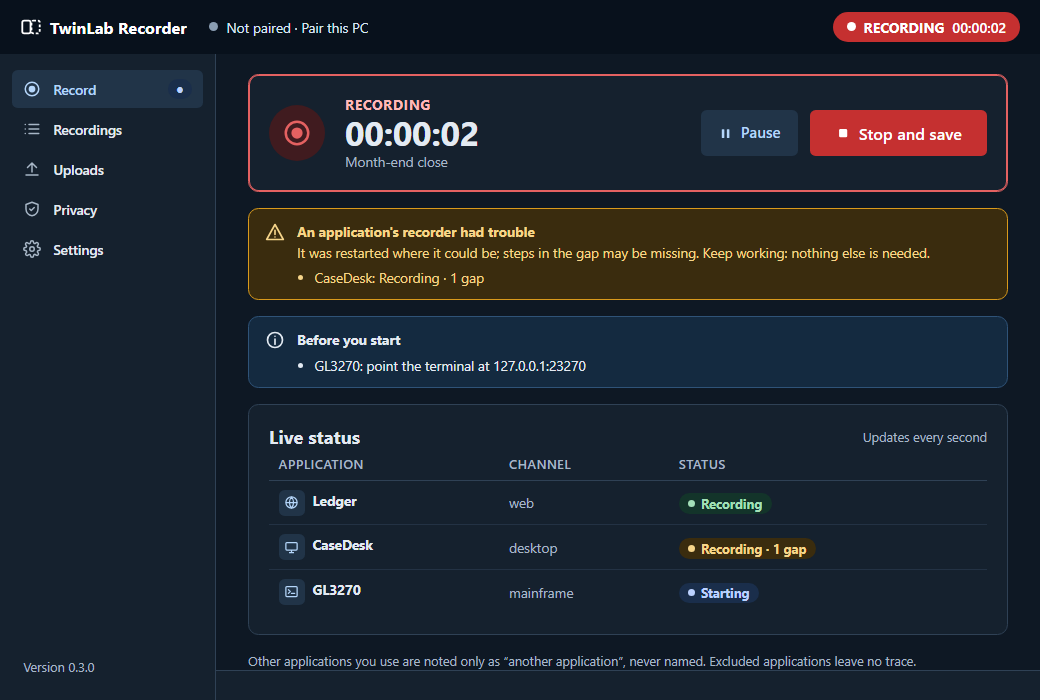 TwinLab Recorder
Not paired · Pair this PC
RECORDING 00:00:02
Record
Recordings
Uploads
Privacy
Settings
Version 0.3.0
RECORDING
00:00:02
Month-end close
Pause
Stop and save
An application's recorder had trouble
It was restarted where it could be; steps in the gap may be missing. Keep working: nothing else is needed.
• CaseDesk: Recording · 1 gap
Before you start
• GL3270: point the terminal at 127.0.0.1:23270
Live status
Updates every second
APPLICATION CHANNEL STATUS
Ledger web Recording
CaseDesk desktop Recording · 1 gap
GL3270 mainframe Starting
Other applications you use are noted only as “another application”, never named. Excluded applications leave no trace.